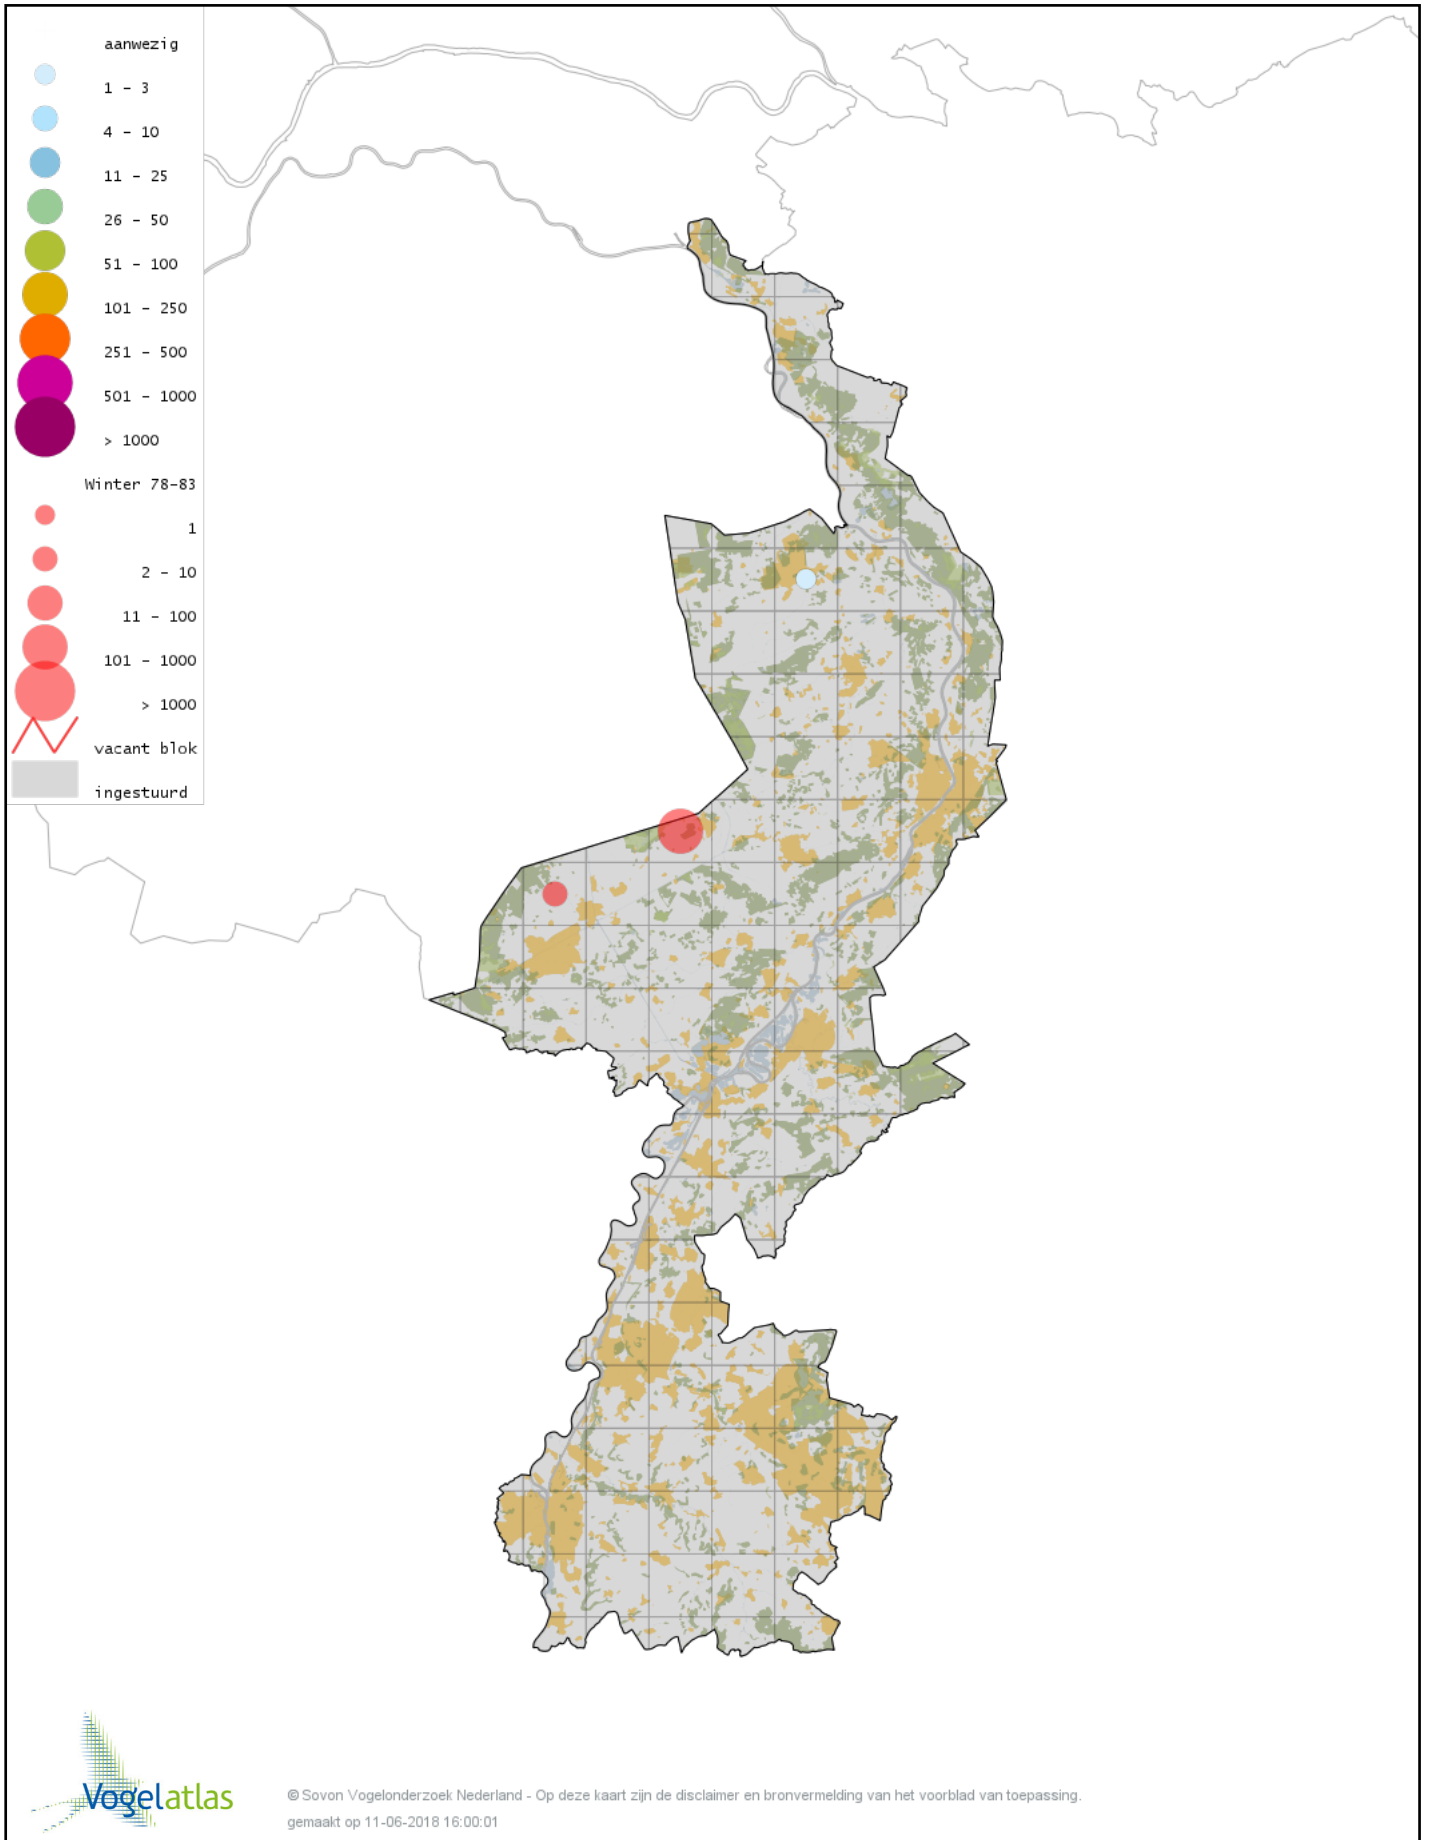 aanwezig
1 - 3
4 - 10
11 - 25
26 - 50
51 - 100
101 - 250
251 - 500
501 - 1000
> 1000
Winter 78-83
1
2 - 10
11 - 100
101 - 1000
> 1000
vacant blok
ingestuurd
Vogelatlas
© Sovon Vogelonderzoek Nederland - Op deze kaart zijn de disclaimer en bronvermelding van het voorblad van toepassing.
gemaakt op 11-06-2018 16:00:01